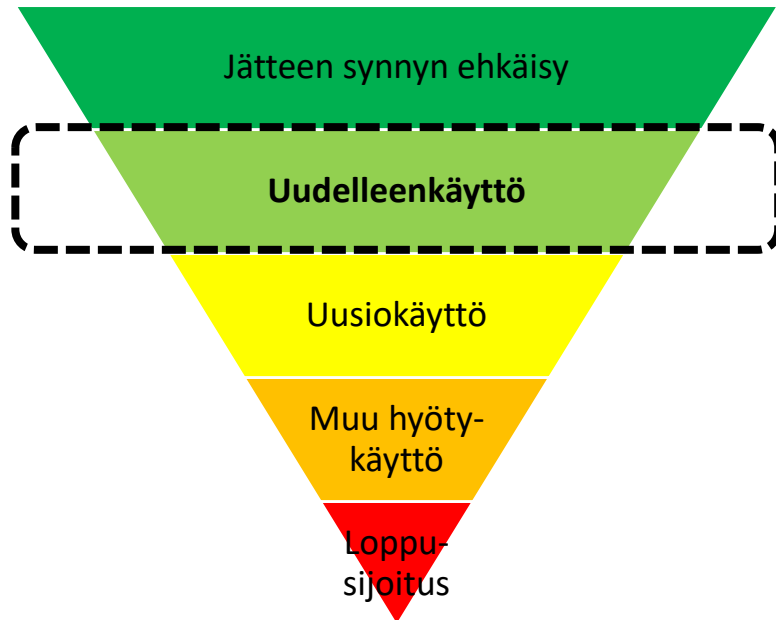 Jätteen synnyn ehkäisy
Uudelleenkäyttö
Uusiokäyttö
Muu hyöty-
käyttö
Loppu-
sijoitus